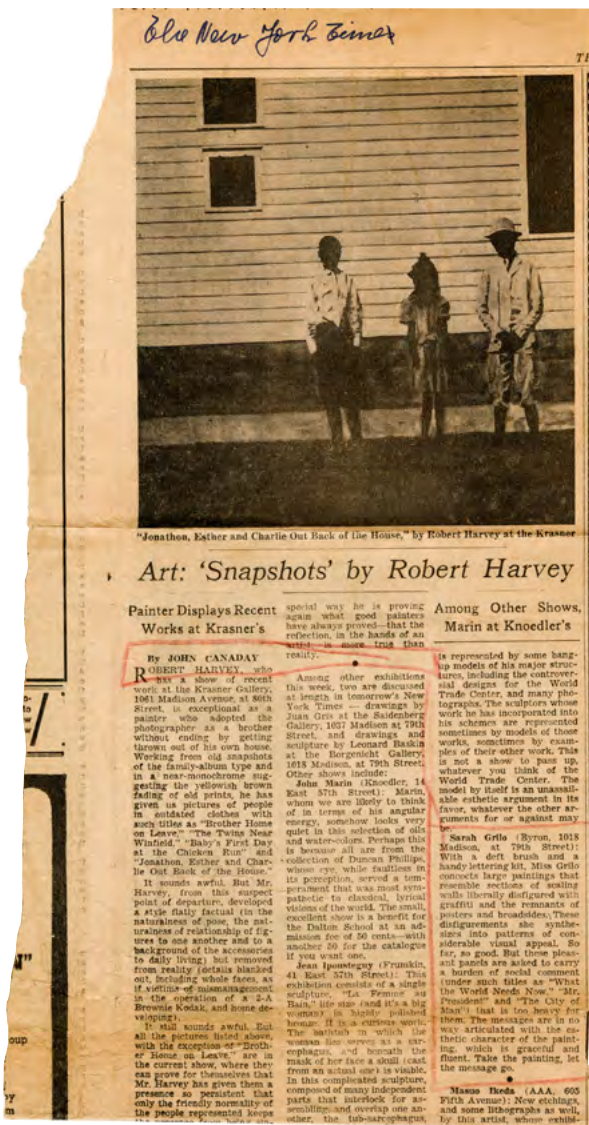 The New York Times
TH
"Jonathon, Esther and Charlie Out Back of the House," by Robert Harvey at the Krasner
Art: 'Snapshots' by Robert Harvey
Painter Displays Recent
Works at Krasner's
By JOHN CANADAY
ROBERT HARVEY, who
has a show of recent
work at the Krasner Gallery,
1061 Madison Avenue, at 80th
Street, is exceptional as a
painter who adopted the
photographer as a brother
without ending by getting
thrown out of his own house.
Working from old snapshots
of the family-album type and
in a near-monochrome sug-
gesting the yellowish brown
fading of old prints, he has
given us pictures of people
in outdated clothes with
such titles as "Brother Home
on Leave," "The Twins Near
Winfield," "Baby's First Day
at the Chicken Run" and
"Jonathon, Esther and Char-
lie Out Back of the House."
It sounds awful. But Mr.
Harvey, from this suspect
point of departure, developed
a style flatly factual (in the
naturalness of pose, the nat-
uralness of relationship of fig-
ures to one another and to a
background of the accessories
to daily living) but removed
from reality (details blanked
out, including whole faces, as
if victims of mismanagement
in the operation of a 2-A
Brownie Kodak, and home de-
veloping).
It still sounds awful. But
all the pictures listed above,
with the exception of "Broth-
er Home on Leave," are in
the current show, where they
can prove for themselves that
Mr. Harvey has given them a
presence so persistent that
only the friendly normality of
the people represented keeps
special way he is proving
again what good painters
have always proved—that the
reflection, in the hands of an
artist, is more true than
reality.
Among other exhibitions
this week, two are discussed
at length in tomorrow's New
York Times — drawings by
Juan Gris at the Saidenberg
Gallery, 1037 Madison at 79th
Street, and drawings and
sculpture by Leonard Baskin
at the Borgenicht Gallery,
1018 Madison, at 79th Street.
Other shows include:
John Marin (Knoedler, 14
East 57th Street): Marin,
whom we are likely to think
of in terms of his angular
energy, somehow looks very
quiet in this selection of oils
and water-colors. Perhaps this
is because all are from the
collection of Duncan Phillips,
whose eye, while faultless in
its perception, served a tem-
perament that was most sym-
pathetic to classical, lyrical
visions of the world. The small,
excellent show is a benefit for
the Dalton School at an ad-
mission fee of 50 cents—with
another 50 for the catalogue
if you want one.
Jean Ipousteguy (Frumkin,
41 East 57th Street): This
exhibition consists of a single
sculpture, "La Femme au
Bain," life size (and it's a big
woman) in highly polished
bronze. It is a curious work.
The bathtub in which the
woman lies serves as a sar-
cophagus, and beneath the
mask of her face a skull (cast
from an actual one) is visible.
In this complicated sculpture,
composed of many independent
parts that interlock for as-
sembling and overlap one an-
other, the tub-sarcophagus,
Among Other Shows,
Marin at Knoedler's
is represented by some bang-
up models of his major struc-
tures, including the controver-
sial designs for the World
Trade Center, and many pho-
tographs. The sculptors whose
work he has incorporated into
his schemes are represented
sometimes by models of those
works, sometimes by exam-
ples of their other work. This
is not a show to pass up,
whatever you think of the
World Trade Center. The
model by itself is an unassail-
able esthetic argument in its
favor, whatever the other ar-
guments for or against may
be.
Sarah Grilo (Byron, 1018
Madison, at 79th Street):
With a deft brush and a
handy lettering kit, Miss Grilo
concocts large paintings that
resemble sections of scaling
walls liberally disfigured with
graffiti and the remnants of
posters and broadsides. These
disfigurements she synthe-
sizes into patterns of con-
siderable visual appeal. So
far, so good. But these pleas-
ant panels are asked to carry
a burden of social comment
(under such titles as "What
the World Needs Now," "Mr.
President" and "The City of
Man") that is too heavy for
them. The messages are in no
way articulated with the es-
thetic character of the paint-
ing, which is graceful and
fluent. Take the painting, let
the message go.
Masuo Ikeda (AAA, 605
Fifth Avenue): New etchings,
and some lithographs as well,
by this artist, whose exhibi-
N"
oup
by
m